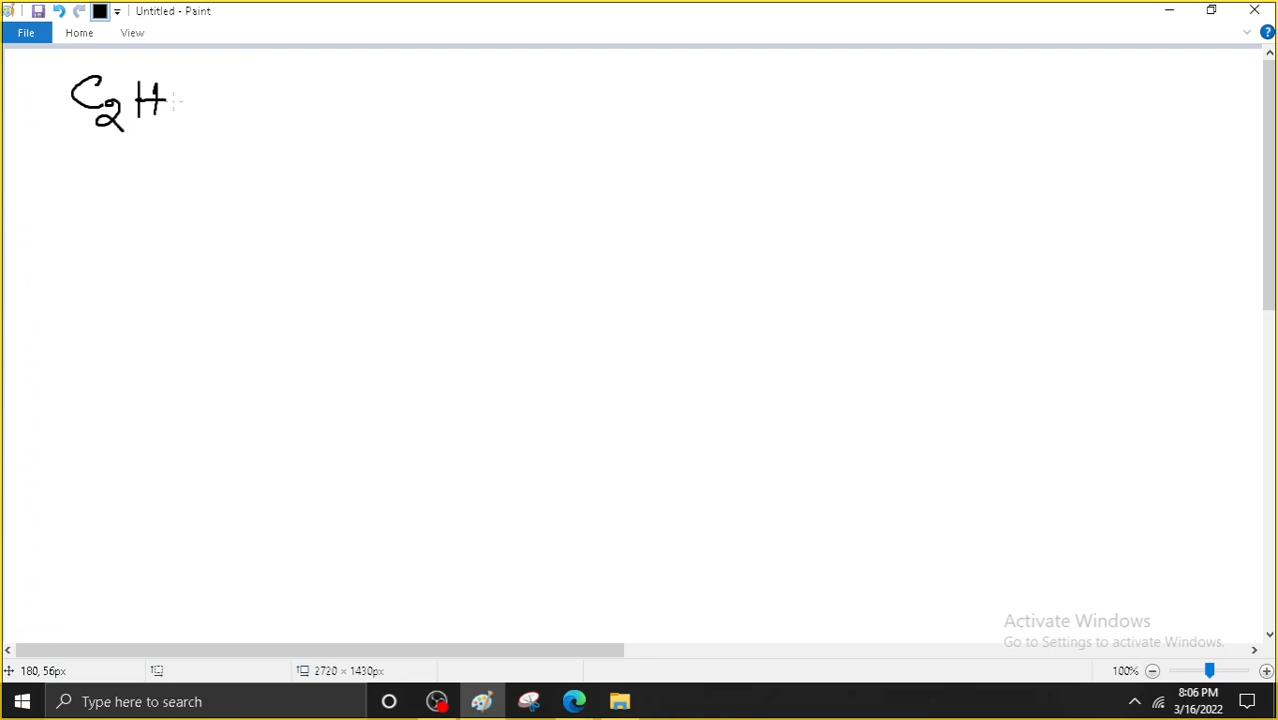 Untitled - Paint
File Home View
C₂H
Activate Windows
Go to Settings to activate Windows.
180, 56px 2720 × 1430px 100%
Type here to search 8:06 PM
3/16/2022